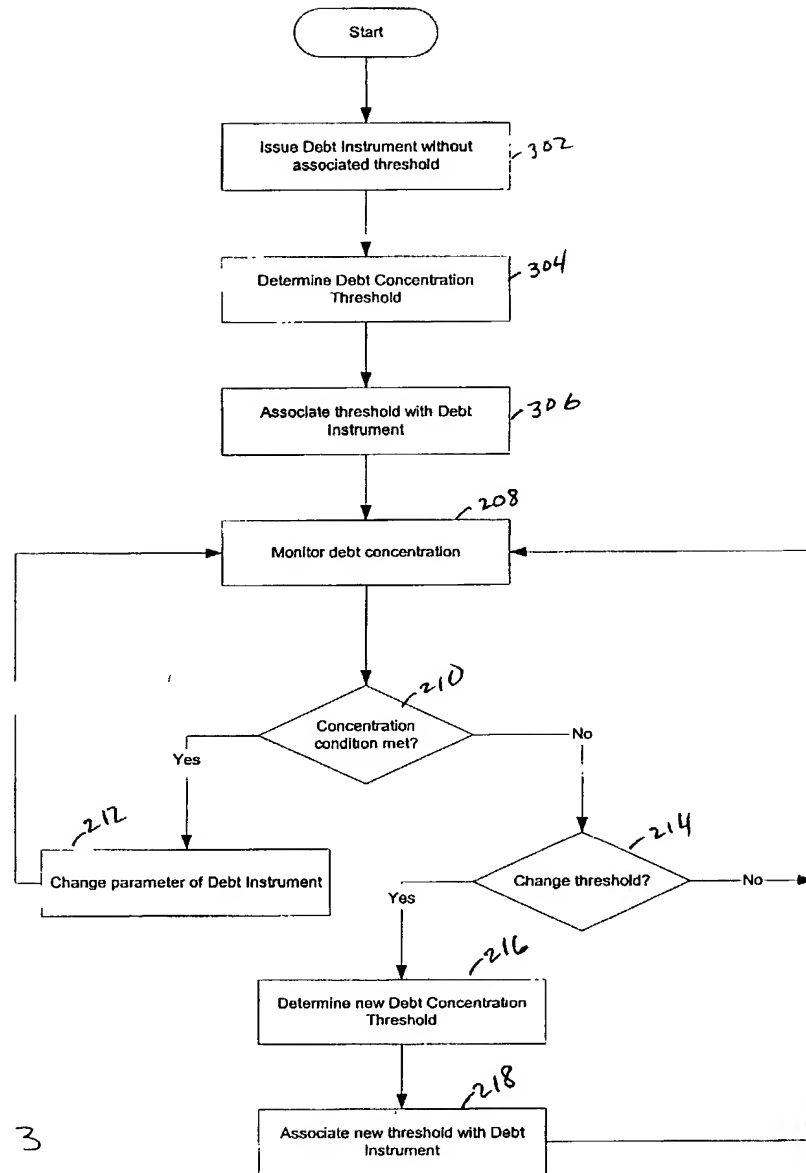 Start
Issue Debt Instrument without
associated threshold
302
Determine Debt Concentration
Threshold
304
Associate threshold with Debt
Instrument
306
208
Monitor debt concentration
210
Concentration
condition met?
Yes
No
212
Change parameter of Debt Instrument
214
Change threshold?
No
Yes
216
Determine new Debt Concentration
Threshold
218
Associate new threshold with Debt
Instrument
3